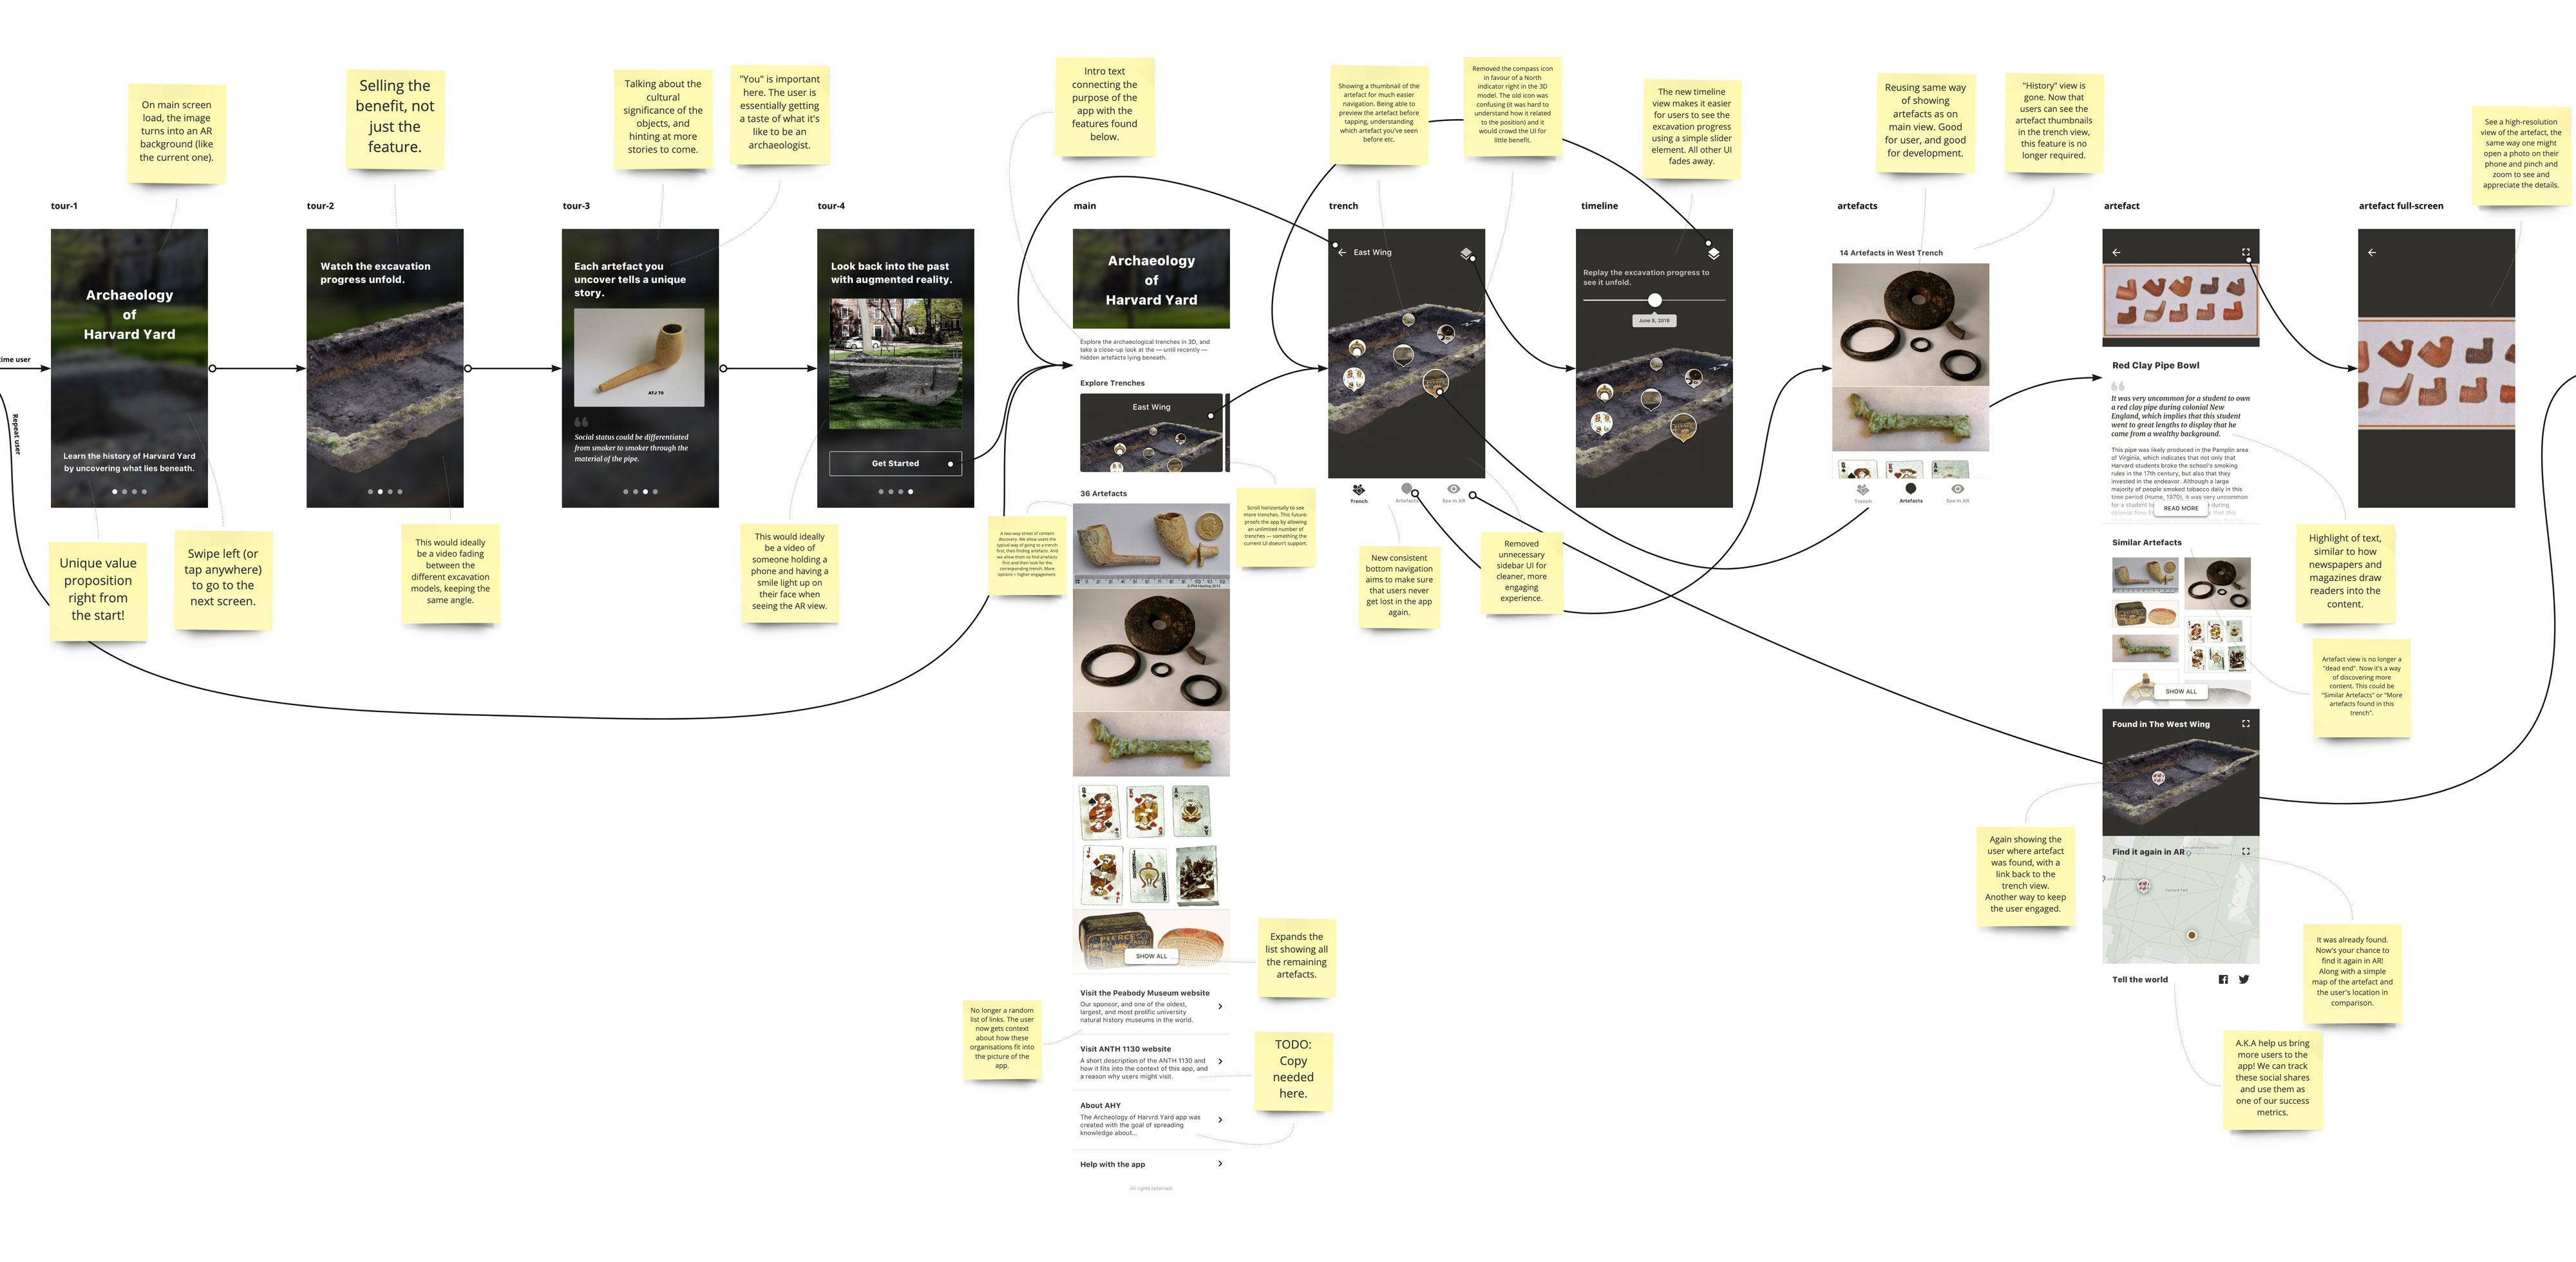 On main screen
load, the image
turns into an AR
background (like
the current one).
Selling the
benefit, not
just the
feature.
Talking about the
cultural
significance of the
objects, and
hinting at more
stories to come.
"You" is important
here. The user is
essentially getting
a taste of what it's
like to be an
archaeologist.
Intro text
connecting the
purpose of the
app with the
features found
below.
Showing a thumbnail of the
artefact for much easier
navigation. Being able to
preview the artefact before
tapping, understanding
which artefact you've seen
before etc.
Removed the compass icon
in favour of a North
indicator right in the 3D
model. The old icon was
confusing (it was hard to
understand how it related
to the position) and it
would crowd the UI for
little benefit.
The new timeline
view makes it easier
for users to see the
excavation progress
using a simple slider
element. All other UI
fades away.
Reusing same way
of showing
artefacts as on
main view. Good
for user, and good
for development.
"History" view is
gone. Now that
users can see the
artefact thumbnails
in the trench view,
this feature is no
longer required.
See a high-resolution
view of the artefact, the
same way one might
open a photo on their
phone and pinch and
zoom to see and
appreciate the details.
tour-1
tour-2
tour-3
tour-4
main
trench
timeline
artefacts
artefact
artefact full-screen
ime user
Repeat user
Archaeology
of
Harvard Yard
Learn the history of Harvard Yard
by uncovering what lies beneath.
Watch the excavation
progress unfold.
Each artefact you
uncover tells a unique
story.
ATJ 70
Social status could be differentiated
from smoker to smoker through the
material of the pipe.
Look back into the past
with augmented reality.
Get Started
Archaeology
of
Harvard Yard
Explore the archaeological trenches in 3D, and
take a close-up look at the — until recently —
hidden artefacts lying beneath.
Explore Trenches
East Wing
36 Artefacts
PIERCE'S
SHOW ALL
Visit the Peabody Museum website
Our sponsor, and one of the oldest,
largest, and most prolific university
natural history museums in the world.
Visit ANTH 1130 website
A short description of the ANTH 1130 and
how it fits into the context of this app, and
a reason why users might visit.
About AHY
The Archeology of Harvrd Yard app was
created with the goal of spreading
knowledge about...
Help with the app
All rights reserved.
East Wing
Trench
Artefacts
See in AR
Replay the excavation progress to
see it unfold.
June 8, 2018
14 Artefacts in West Trench
Trench
Artefacts
See in AR
Red Clay Pipe Bowl
It was very uncommon for a student to own
a red clay pipe during colonial New
England, which implies that this student
went to great lengths to display that he
came from a wealthy background.
This pipe was likely produced in the Pamplin area
of Virginia, which indicates that not only that
Harvard students broke the school's smoking
rules in the 17th century, but also that they
invested in the endeavor. Although a large
majority of people smoked tobacco daily in this
time period (Hume, 1970), it was very uncommon
for a student to
during
colonial New
that this
READ MORE
Similar Artefacts
SHOW ALL
Found in The West Wing
Find it again in AR
Harvard Yard
Tell the world
Unique value
proposition
right from
the start!
Swipe left (or
tap anywhere)
to go to the
next screen.
This would ideally
be a video fading
between the
different excavation
models, keeping the
same angle.
This would ideally
be a video of
someone holding a
phone and having a
smile light up on
their face when
seeing the AR view.
A two-way street of content
discovery. We allow users the
typical way of going to a trench
first, then finding artefacts. And
we allow them to find artefacts
first and then look for the
corresponding trench. More
options = higher engagement.
Scroll horizontally to see
more trenches. This future-
proofs the app by allowing
an unlimited number of
trenches — something the
current UI doesn't support.
New consistent
bottom navigation
aims to make sure
that users never
get lost in the app
again.
Removed
unnecessary
sidebar UI for
cleaner, more
engaging
experience.
Highlight of text,
similar to how
newspapers and
magazines draw
readers into the
content.
Artefact view is no longer a
"dead end". Now it's a way
of discovering more
content. This could be
"Similar Artefacts" or "More
artefacts found in this
trench".
Again showing the
user where artefact
was found, with a
link back to the
trench view.
Another way to keep
the user engaged.
Expands the
list showing all
the remaining
artefacts.
No longer a random
list of links. The user
now gets context
about how these
organisations fit into
the picture of the
app.
TODO:
Copy
needed
here.
It was already found.
Now's your chance to
find it again in AR!
Along with a simple
map of the artefact and
the user's location in
comparison.
A.K.A help us bring
more users to the
app! We can track
these social shares
and use them as
one of our success
metrics.